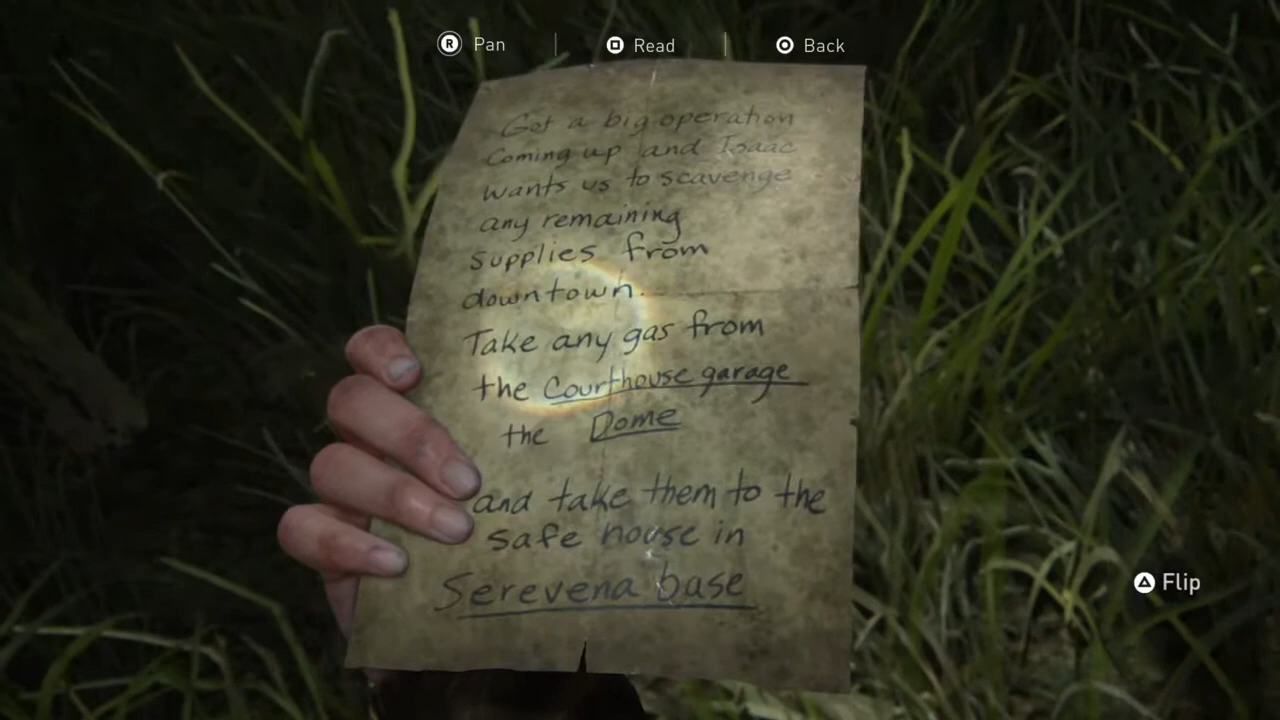 Pan
Read
Back
Got a big operation
Coming up and Isaac
wants us to scavenge
any remaining
supplies from
downtown.
Take any gas from
the Courthouse garage
the Dome
and take them to the
safe house in
Serevena base
Flip